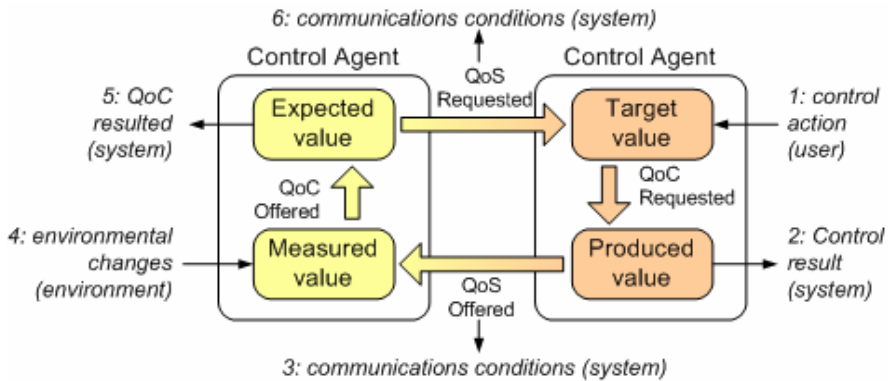 6: communications conditions (system)
Control Agent
Control Agent
QoS
Requested
5: QoC
resulted
(system)
Expected
value
Target
value
1: control
action
(user)
QoC
Offered
QoC
Requested
4: environmental
changes
(environment)
Measured
value
Produced
value
2: Control
result
(system)
QoS
Offered
3: communications conditions (system)